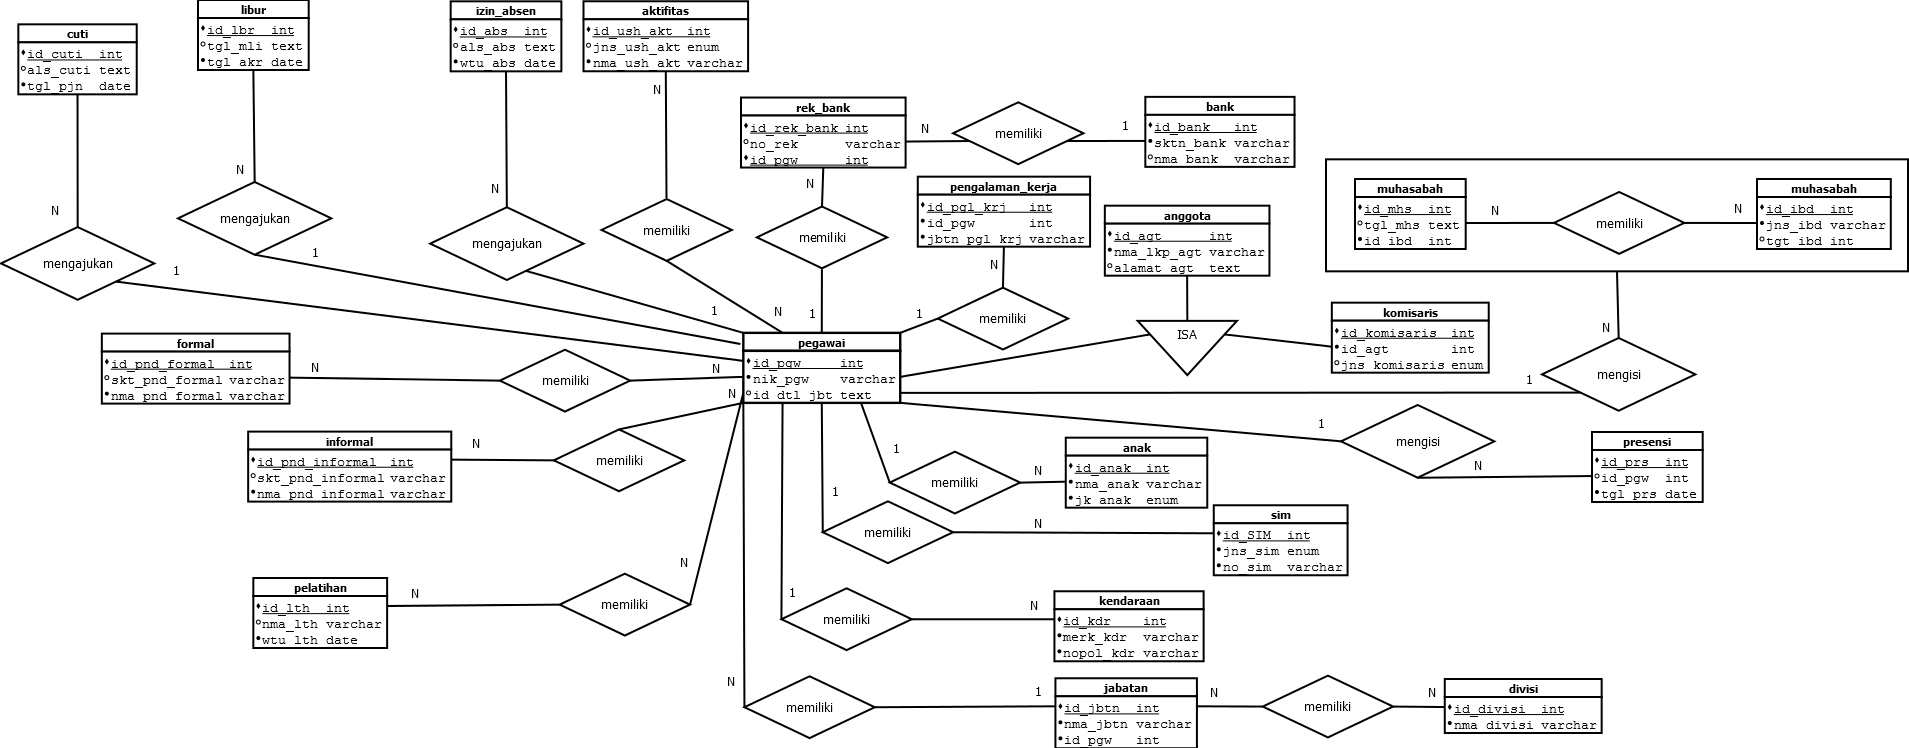 cuti
id_cuti int
als_cuti text
tgl_pjn date
libur
id_lbr int
tgl_mli text
tgl_akr date
izin_absen
id_abs int
als_abs text
wtu_abs date
aktifitas
id_ush_akt int
jns_ush_akt enum
nma_ush_akt varchar
rek_bank
id_rek_bank int
no_rek varchar
id_pgw int
N
memiliki
1
bank
id_bank int
sktn_bank varchar
nma_bank varchar
pengalaman_kerja
id_pgl_krj int
id_pgw int
jbtn_pgl_krj varchar
anggota
id_agt int
nma_lkp_agt varchar
alamat_agt text
muhasabah
id_mhs int
tgl_mhs text
id_ibd int
N
memiliki
N
muhasabah
id_ibd int
jns_ibd varchar
tgt_ibd int
N
mengajukan
1
N
mengajukan
1
N
mengajukan
1
N
memiliki
N
N
memiliki
1
N
memiliki
1
ISA
komisaris
id_komisaris int
id_agt int
jns_komisaris enum
N
mengisi
1
pegawai
id_pgw int
nik_pgw varchar
id_dtl_jbt text
formal
id_pnd_formal int
skt_pnd_formal varchar
nma_pnd_formal varchar
N
memiliki
N
informal
id_pnd_informal int
skt_pnd_informal varchar
nma_pnd_informal varchar
N
memiliki
N
1
mengisi
N
presensi
id_prs int
id_pgw int
tgl_prs date
1
memiliki
N
anak
id_anak int
nma_anak varchar
jk_anak enum
1
memiliki
N
sim
id_SIM int
jns_sim enum
no_sim varchar
pelatihan
id_lth int
nma_lth varchar
wtu_lth date
N
memiliki
N
1
memiliki
N
kendaraan
id_kdr int
merk_kdr varchar
nopol_kdr varchar
N
memiliki
1
jabatan
id_jbtn int
nma_jbtn varchar
id_pgw int
N
memiliki
N
divisi
id_divisi int
nma_divisi varchar